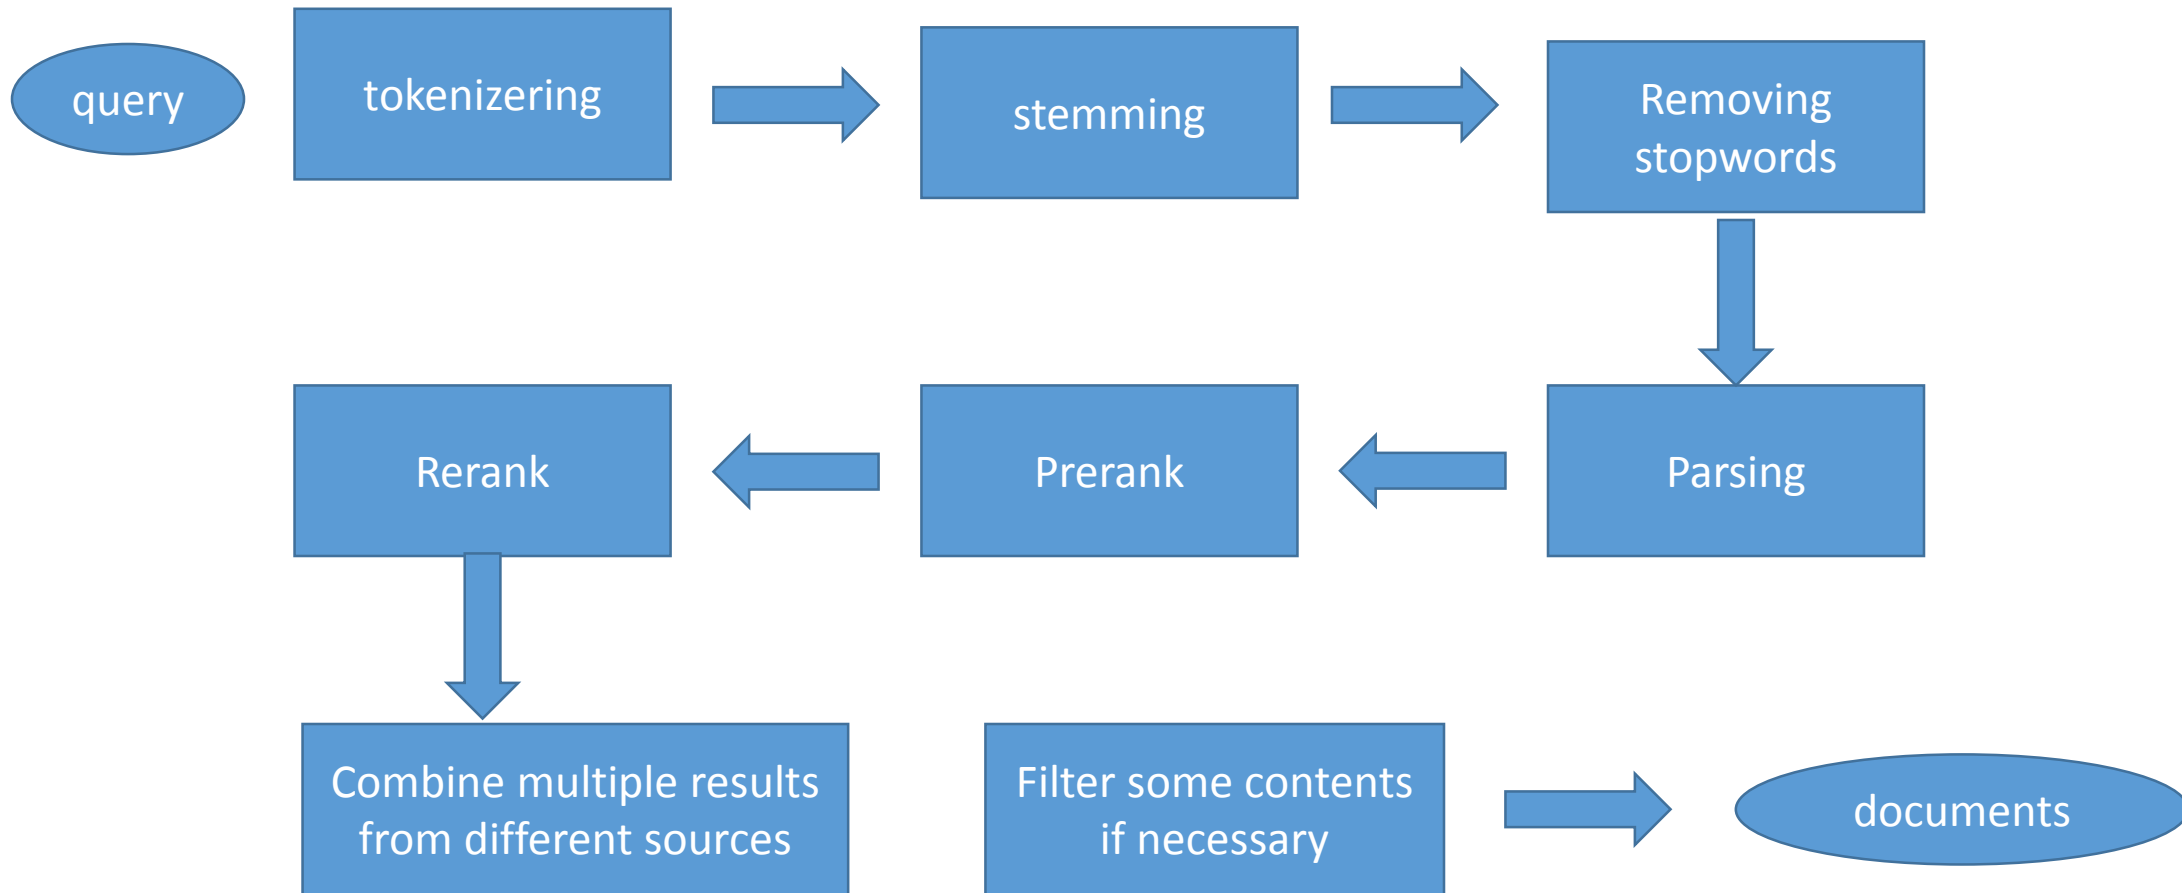 query
tokenizering
stemming
Removing
stopwords
Parsing
Prerank
Rerank
Combine multiple results
from different sources
Filter some contents
if necessary
documents